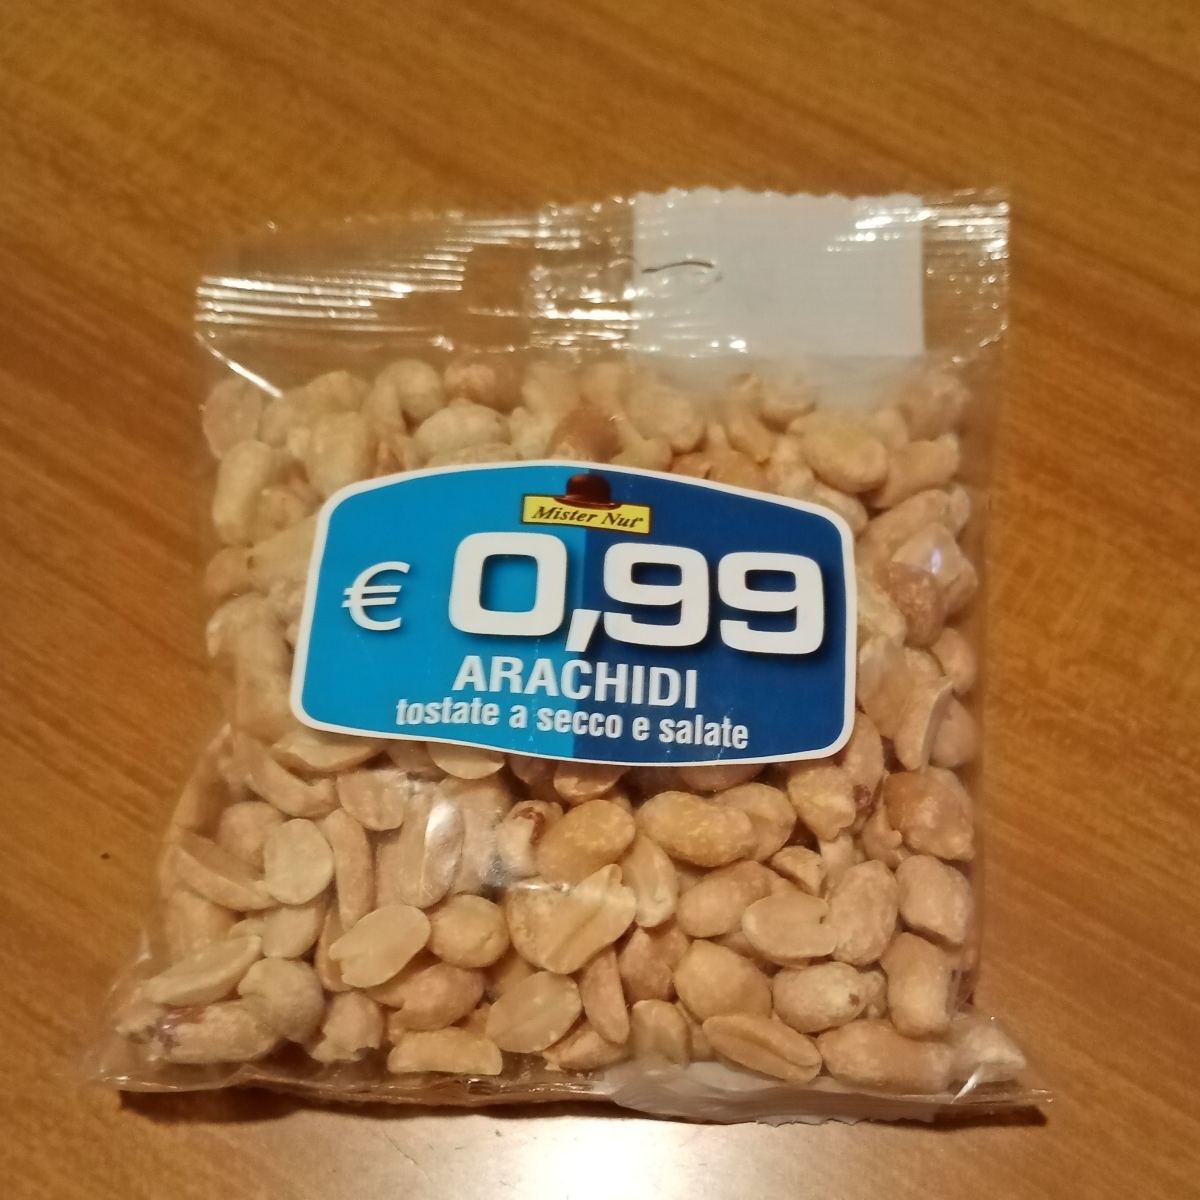 Mister Nut®
€ 0,99
ARACHIDI
tostate a secco e salate